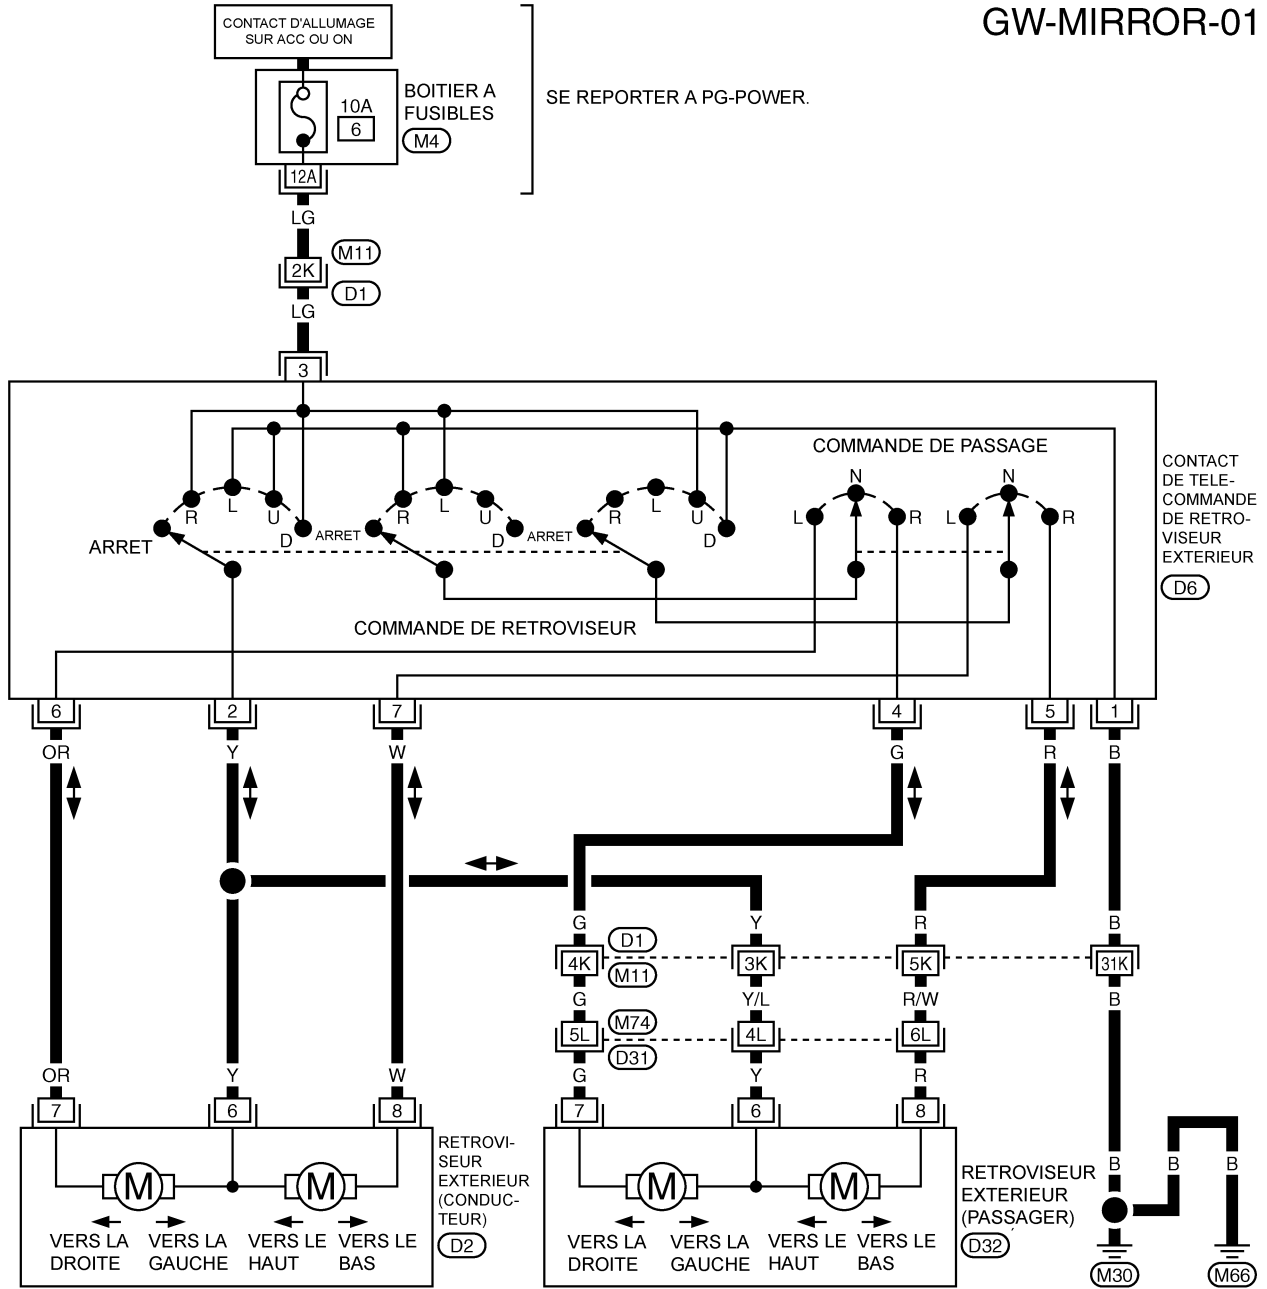 GW-MIRROR-01
CONTACT D'ALLUMAGE
SUR ACC OU ON
10A
6
BOITIER A
FUSIBLES
M4
SE REPORTER A PG-POWER.
12A
LG
M11
2K
D1
LG
3
COMMANDE DE PASSAGE
N
N
R
L
U
D
ARRET
R
L
U
D
ARRET
R
L
U
D
ARRET
L
R
L
R
CONTACT
DE TELE-
COMMANDE
DE RETRO-
VISEUR
EXTERIEUR
D6
COMMANDE DE RETROVISEUR
6
2
7
4
5
1
OR
Y
W
G
R
B
G
Y
R
B
D1
4K
3K
5K
31K
M11
G
Y/L
R/W
B
M74
5L
4L
6L
D31
OR
Y
W
G
Y
R
7
6
8
7
6
8
M
M
M
M
RETROVI-
SEUR
EXTERIEUR
(CONDUC-
TEUR)
D2
RETROVISEUR
EXTERIEUR
(PASSAGER)
D32
B
B
B
VERS LA
DROITE
VERS LA
GAUCHE
VERS LE
HAUT
VERS LE
BAS
VERS LA
DROITE
VERS LA
GAUCHE
VERS LE
HAUT
VERS LE
BAS
M30
M66